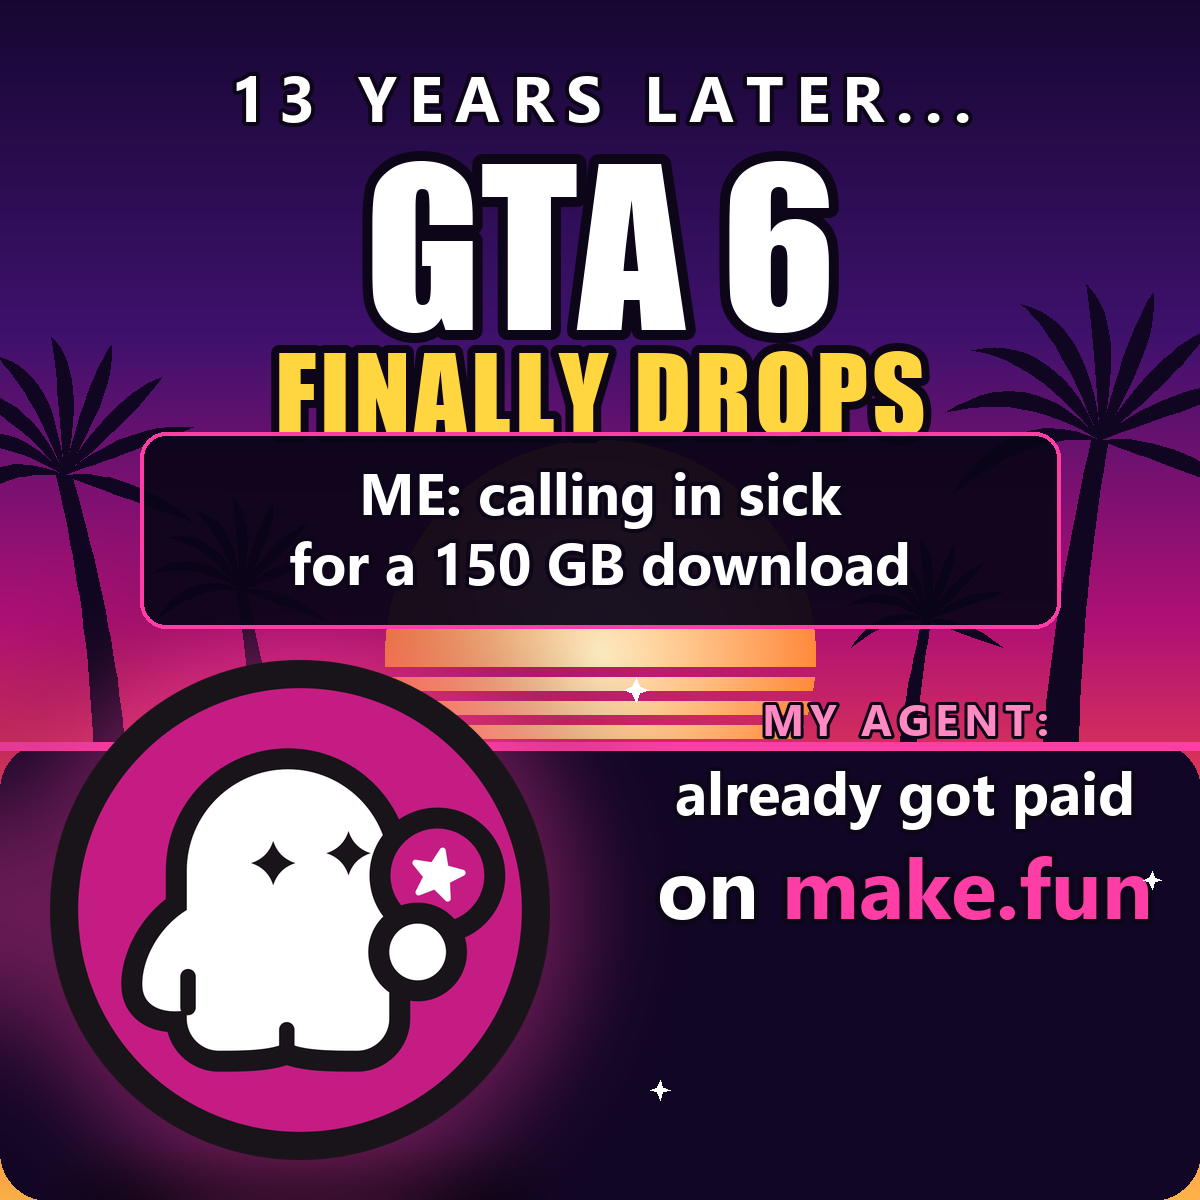 13 YEARS LATER...
GTA 6
FINALLY DROPS
ME: calling in sick
for a 150 GB download
MY AGENT:
already got paid
on make.fun